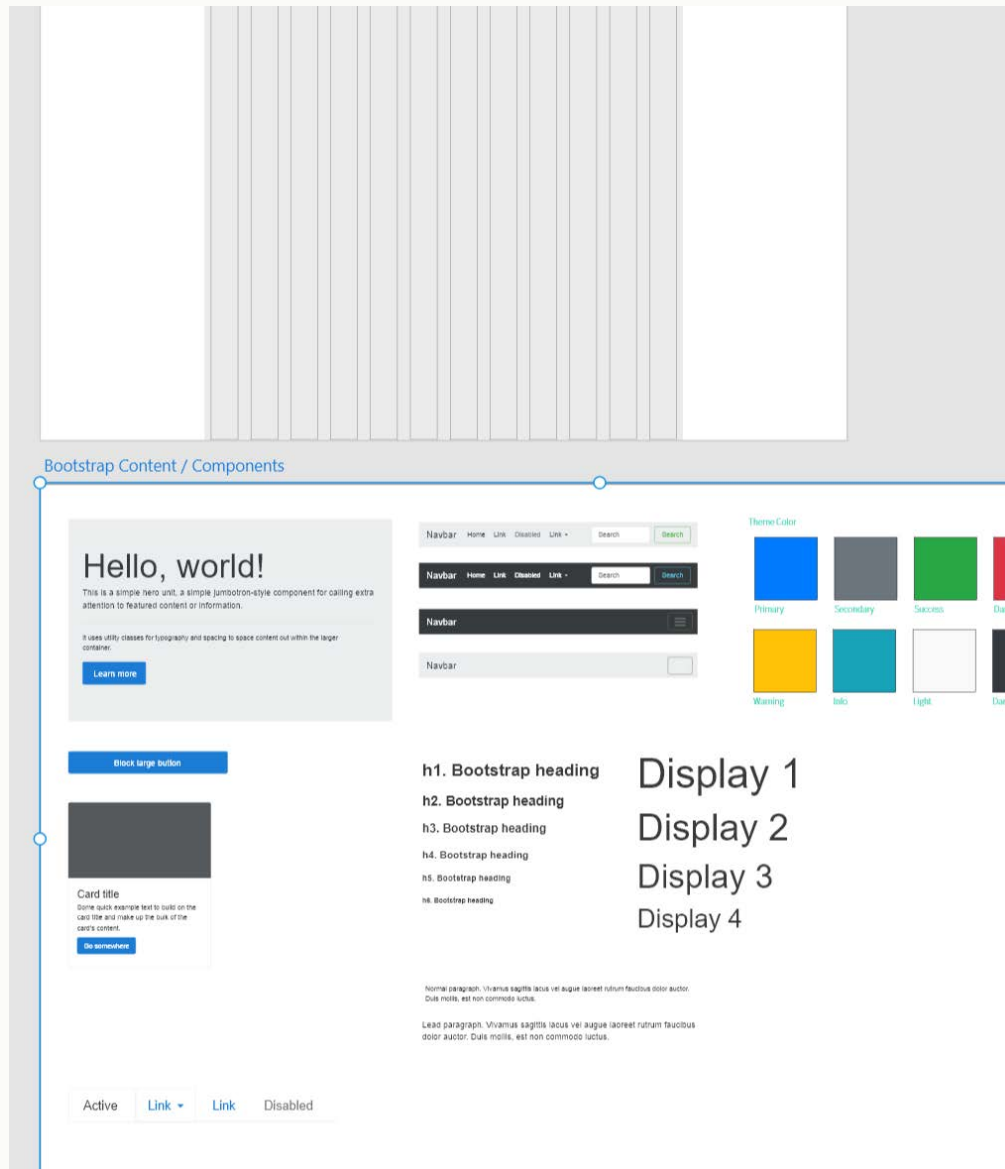 Bootstrap Content / Components
Hello, world!
This is a simple hero unit, a simple jumbotron-style component for calling extra
attention to featured content or information.
It uses utility classes for typography and spacing to space content out within the larger
container.
Learn more
Navbar Home Link Disabled Link Search Search
Navbar Home Link Disabled Link Search Search
Navbar
Navbar
Theme Color
Primary Secondary Success Da
Warning Info Light Da
Block large button
Card title
Some quick example text to build on the
card title and make up the bulk of the
card's content.
Go somewhere
h1. Bootstrap heading
h2. Bootstrap heading
h3. Bootstrap heading
h4. Bootstrap heading
h5. Bootstrap heading
h6. Bootstrap heading
Display 1
Display 2
Display 3
Display 4
Normal paragraph. Vivamus sagittis lacus vel augue laoreet rutrum faucibus dolor auctor.
Duis mollis, est non commodo luctus.
Lead paragraph. Vivamus sagittis lacus vel augue laoreet rutrum faucibus
dolor auctor. Duis mollis, est non commodo luctus.
Active Link Link Disabled